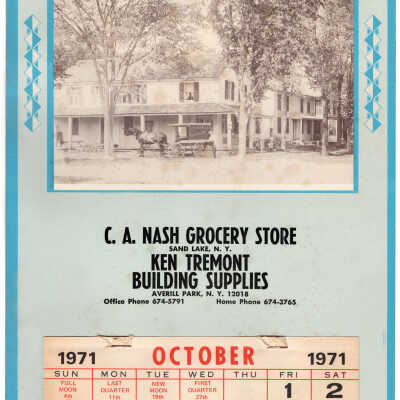 C. A. NASH GROCERY STORE
SAND LAKE, N. Y.
KEN TREMONT
BUILDING SUPPLIES
AVERILL PARK, N. Y. 12018
Office Phone 674-5791 Home Phone 674-3765
1971 OCTOBER 1971
SUN MON TUE WED THU FRI SAT
FULL MOON 4th LAST QUARTER 11th NEW MOON 19th FIRST QUARTER 27th 1 2